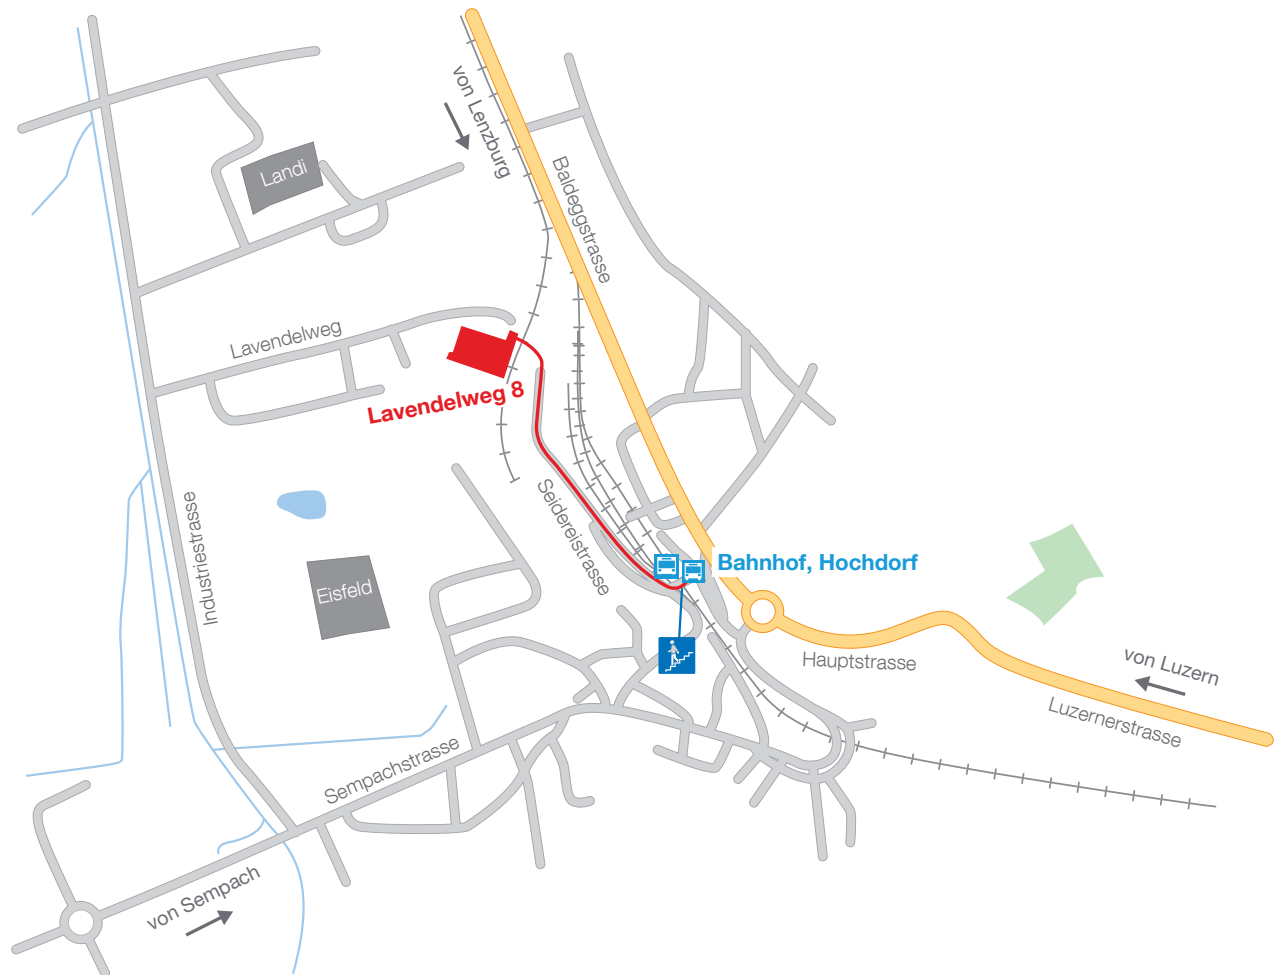 von Lenzburg
Landi
Baldeggstrasse
Lavendelweg
Lavendelweg 8
Industriestrasse
Seidereistrasse
Eisfeld
Bahnhof, Hochdorf
Hauptstrasse
von Luzern
Luzernerstrasse
Sempachstrasse
von Sempach